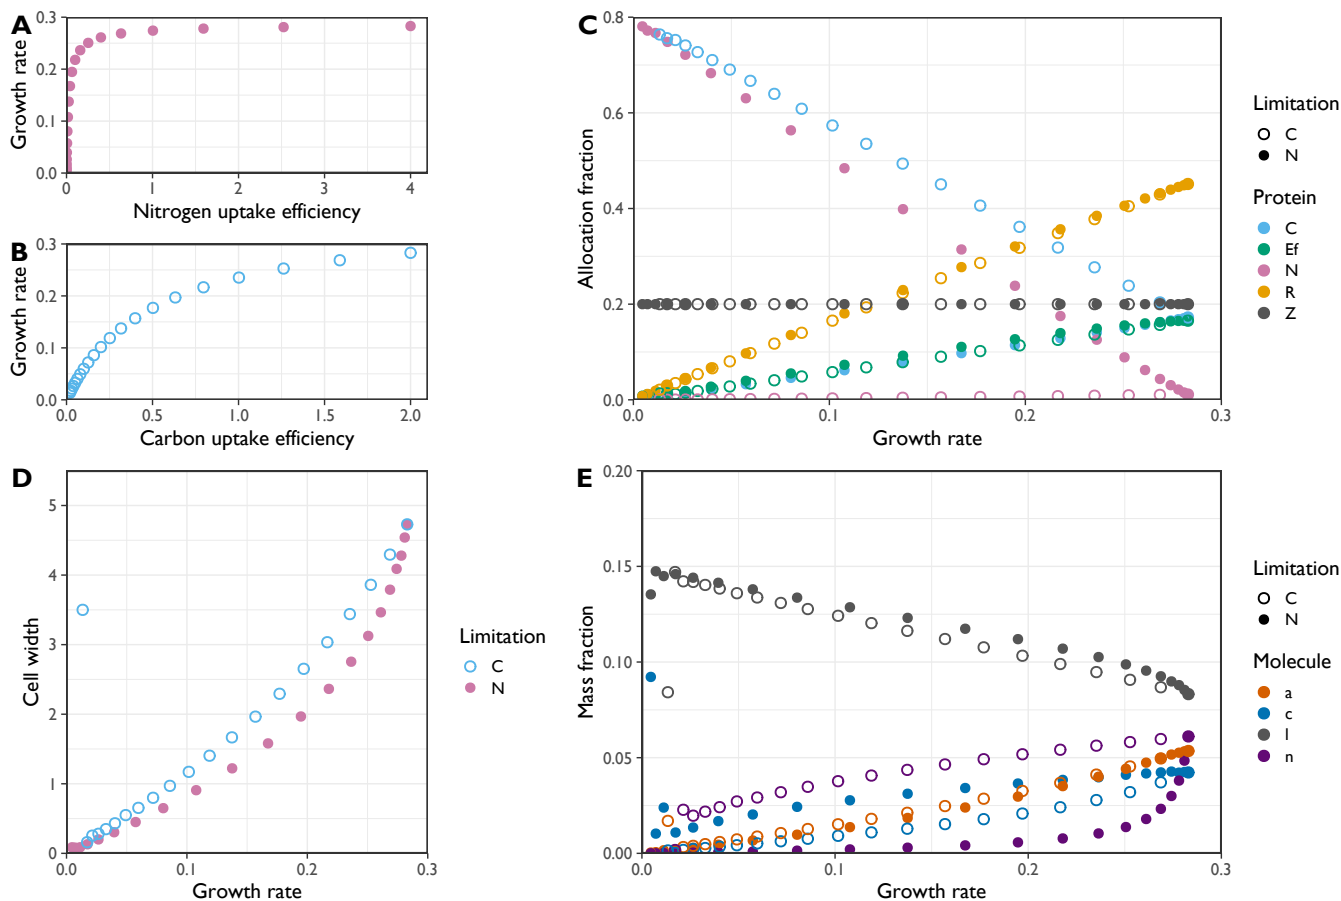 A
Growth rate
0.3
0.2
0.1
0.0
0
1
2
3
4
Nitrogen uptake efficiency
B
Growth rate
0.3
0.2
0.1
0.0
0.0
0.5
1.0
1.5
2.0
Carbon uptake efficiency
C
Allocation fraction
0.8
0.6
0.4
0.2
0.0
0.0
0.1
0.2
0.3
Growth rate
Limitation
C
N
Protein
C
Ef
N
R
Z
D
Cell width
5
4
3
2
1
0
0
0.1
0.2
0.3
Growth rate
Limitation
C
N
E
Mass fraction
0.20
0.15
0.10
0.05
0.00
0.0
0.1
0.2
0.3
Growth rate
Limitation
C
N
Molecule
a
c
l
n